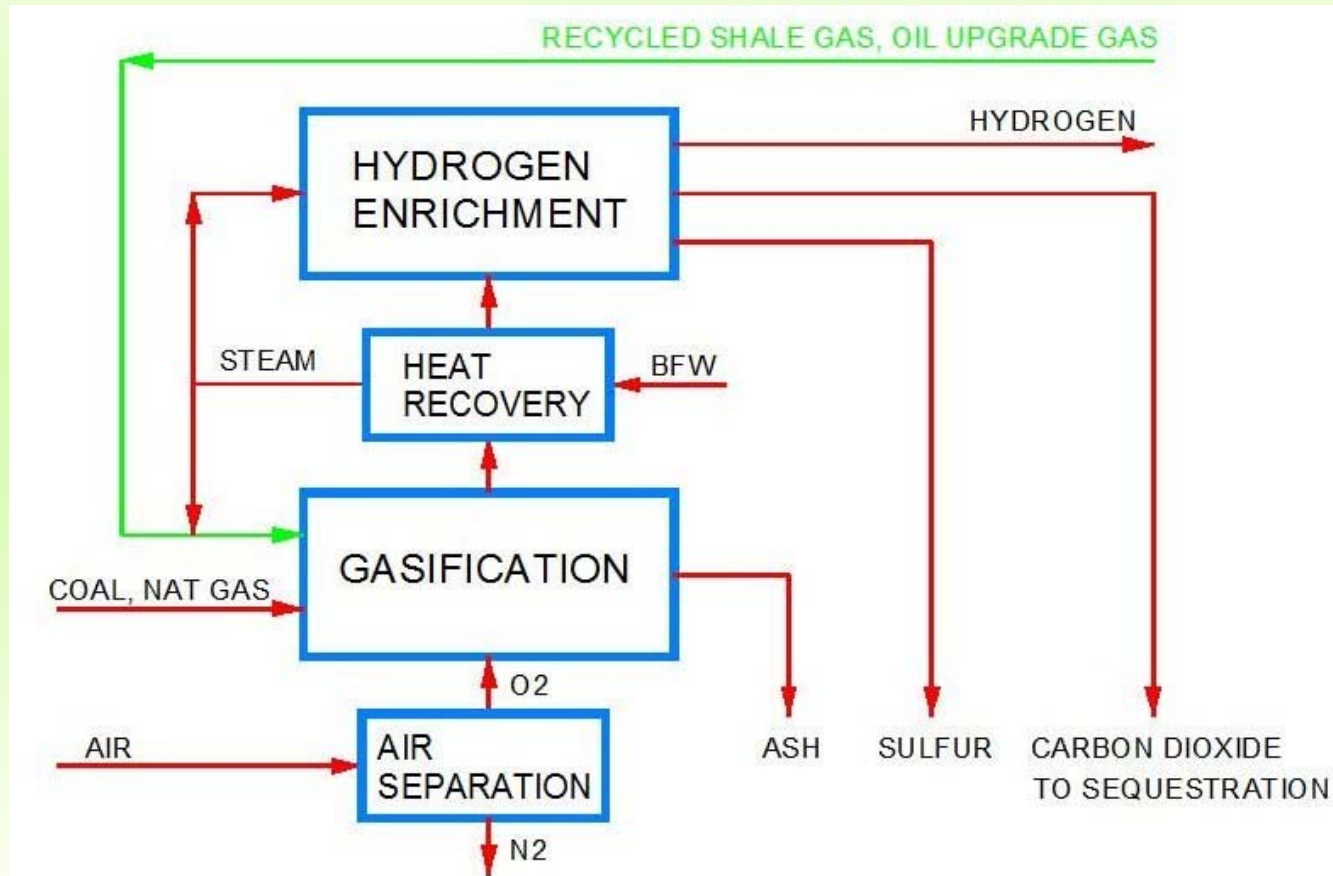 RECYCLED SHALE GAS, OIL UPGRADE GAS
HYDROGEN
HYDROGEN
ENRICHMENT
STEAM
HEAT
RECOVERY
BFW
GASIFICATION
COAL, NAT GAS
O2
AIR
AIR
SEPARATION
ASH
SULFUR
CARBON DIOXIDE
TO SEQUESTRATION
N2